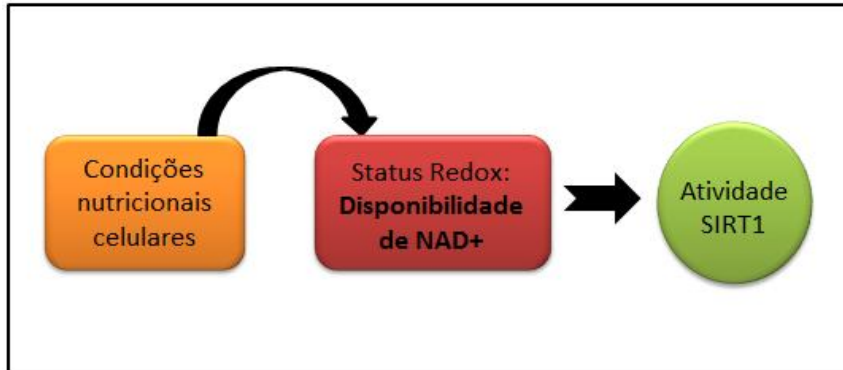 Condições
nutricionais
celulares
Status Redox:
Disponibilidade
de NAD+
Atividade
SIRT1